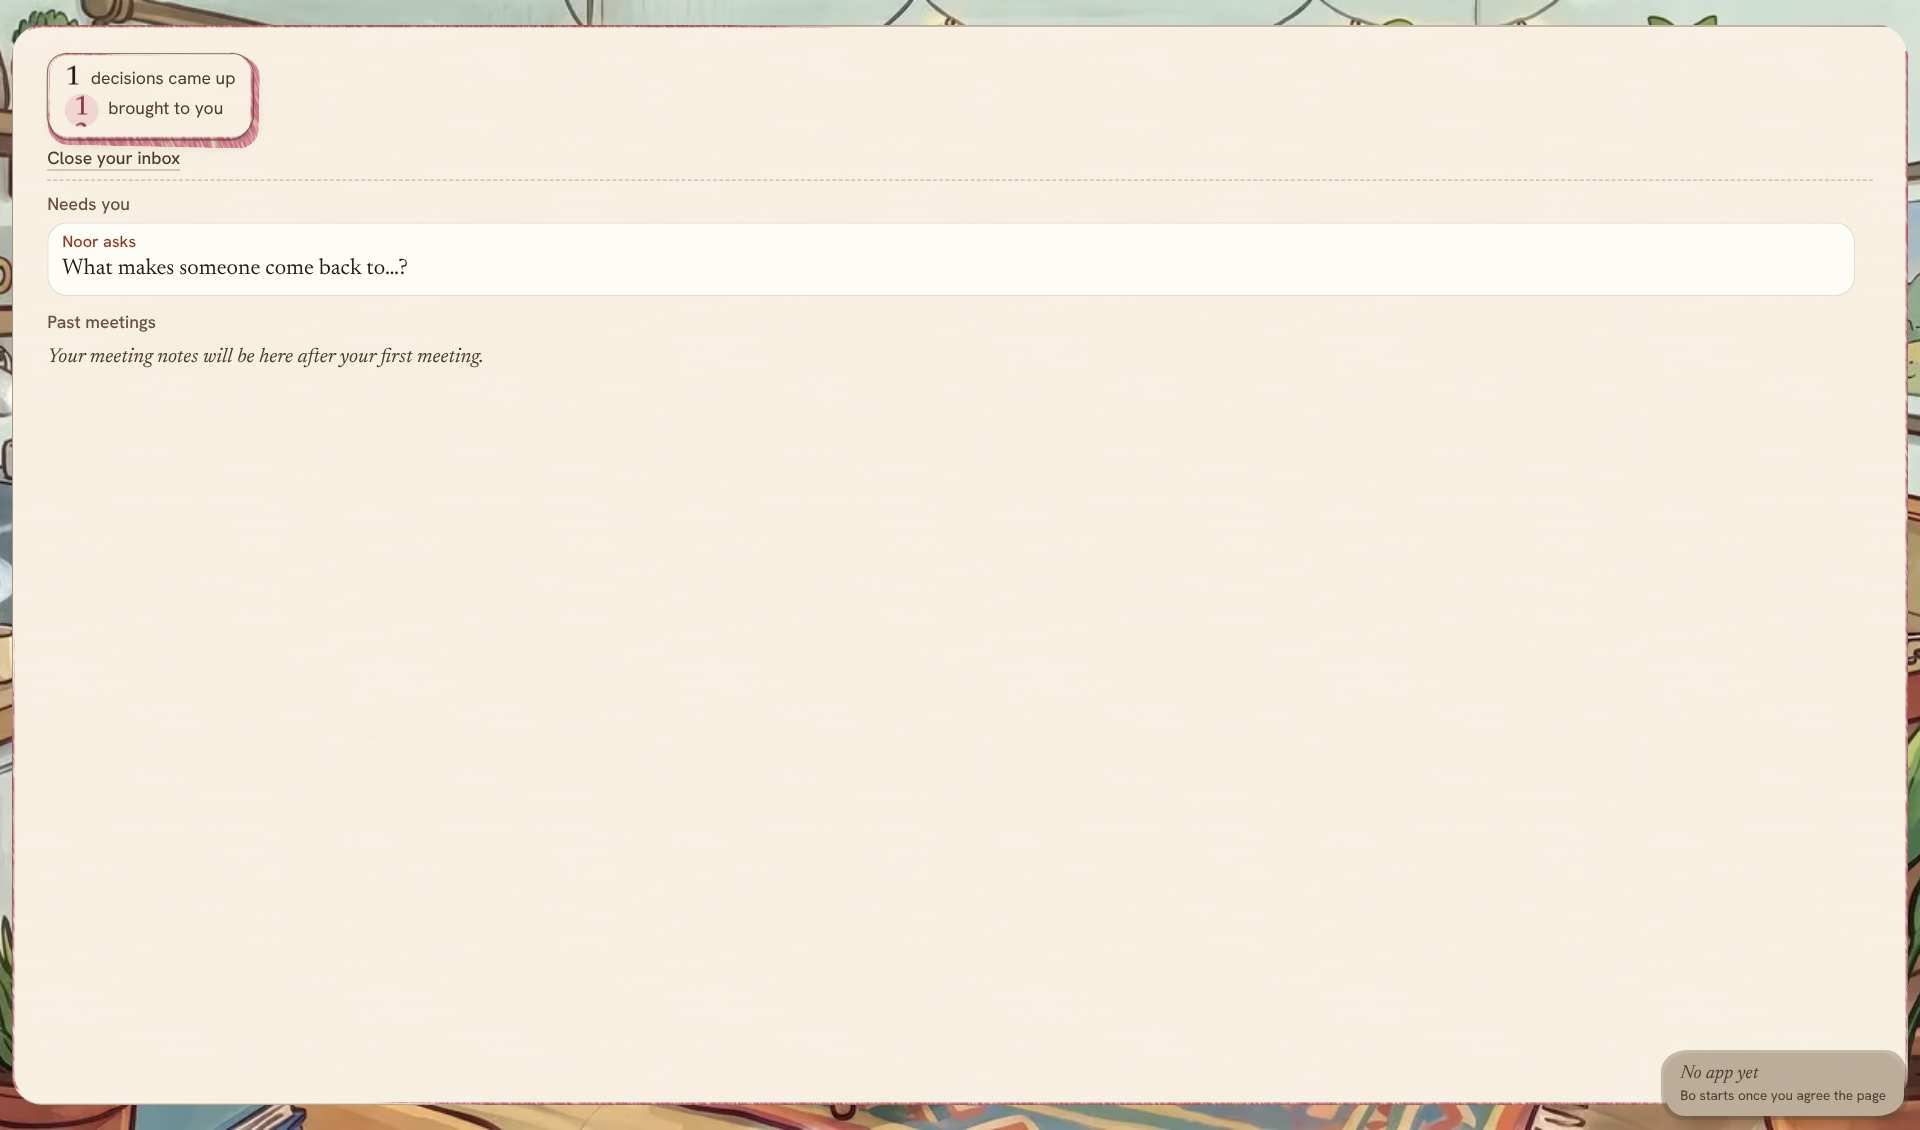 1 decisions came up
1 brought to you
Close your inbox
Needs you
Noor asks
What makes someone come back to...?
Past meetings
Your meeting notes will be here after your first meeting.
No app yet
Bo starts once you agree the page